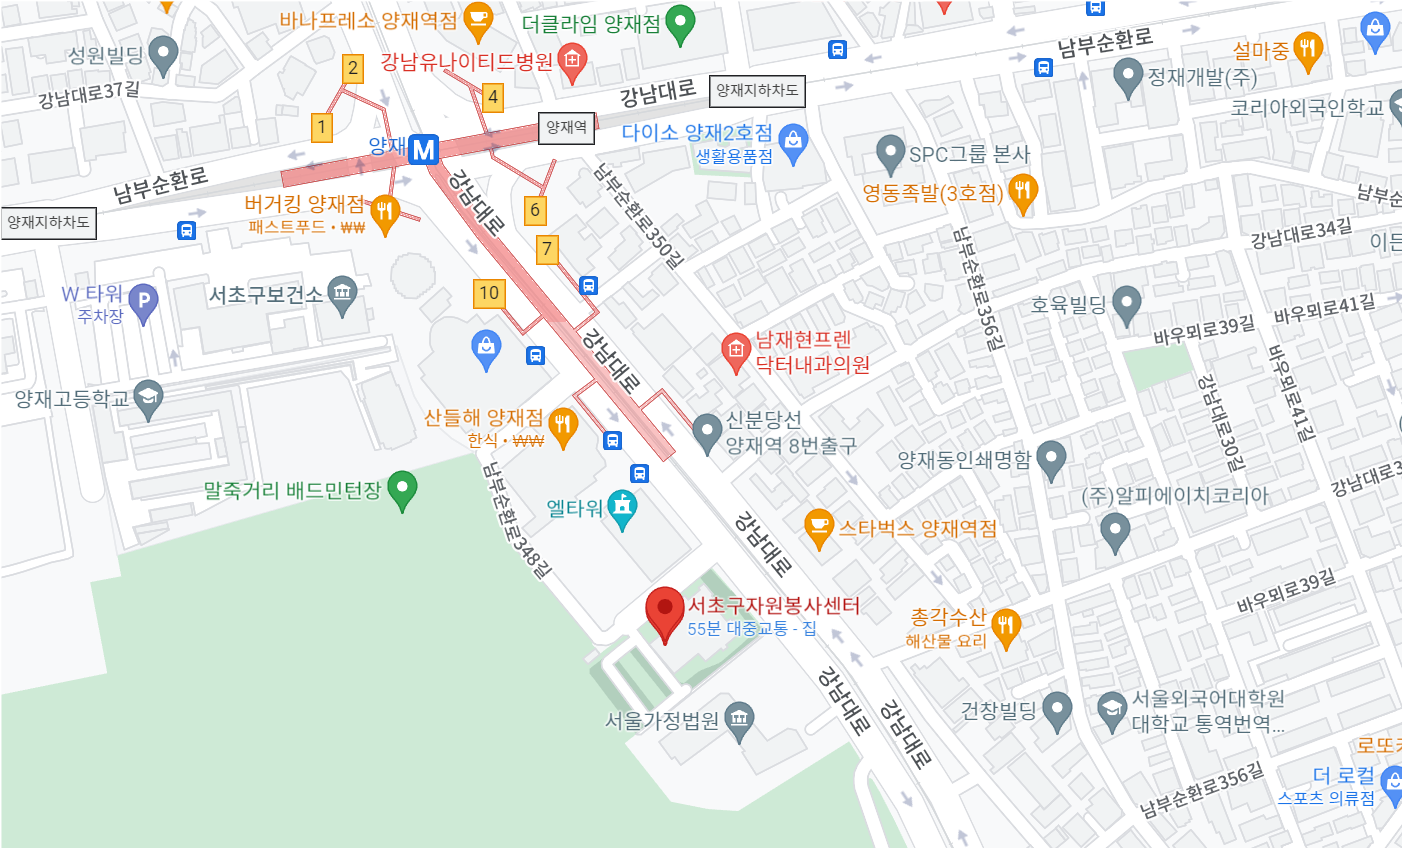 바나프레소 양재역점
더클라임 양재점
성원빌딩
강남유나이티드병원
남부순환로
설마중
정재개발(주)
코리아외국인학교
강남대로37길
2
4
1
강남대로
양재지하차도
양재역
다이소 양재2호점
생활용품점
양재
M
SPC그룹 본사
영동족발(3호점)
남부순환로
남부순환로350길
강남대로
버거킹 양재점
패스트푸드 • ₩₩
양재지하차도
6
7
10
강남대로34길
이든
남부순
남부순환로356길
W 타워
주차장
P
서초구보건소
호육빌딩
바우뫼로41길
바우뫼로39길
바우뫼로41길
강남대로
남재현프렌
닥터내과의원
양재고등학교
산들해 양재점
한식 • ₩₩
신분당선
양재역 8번출구
강남대로30길
양재동인쇄명함
(주)알피에이치코리아
강남대로3
말죽거리 배드민턴장
남부순환로348길
엘타워
스타벅스 양재역점
강남대로
바우뫼로39길
서초구자원봉사센터
55분 대중교통 - 집
총각수산
해산물 요리
강남대로
강남대로
서울가정법원
건창빌딩
서울외국어대학원
대학교 통역번역...
로또카
더 로컬
스포츠 의류점
남부순환로356길